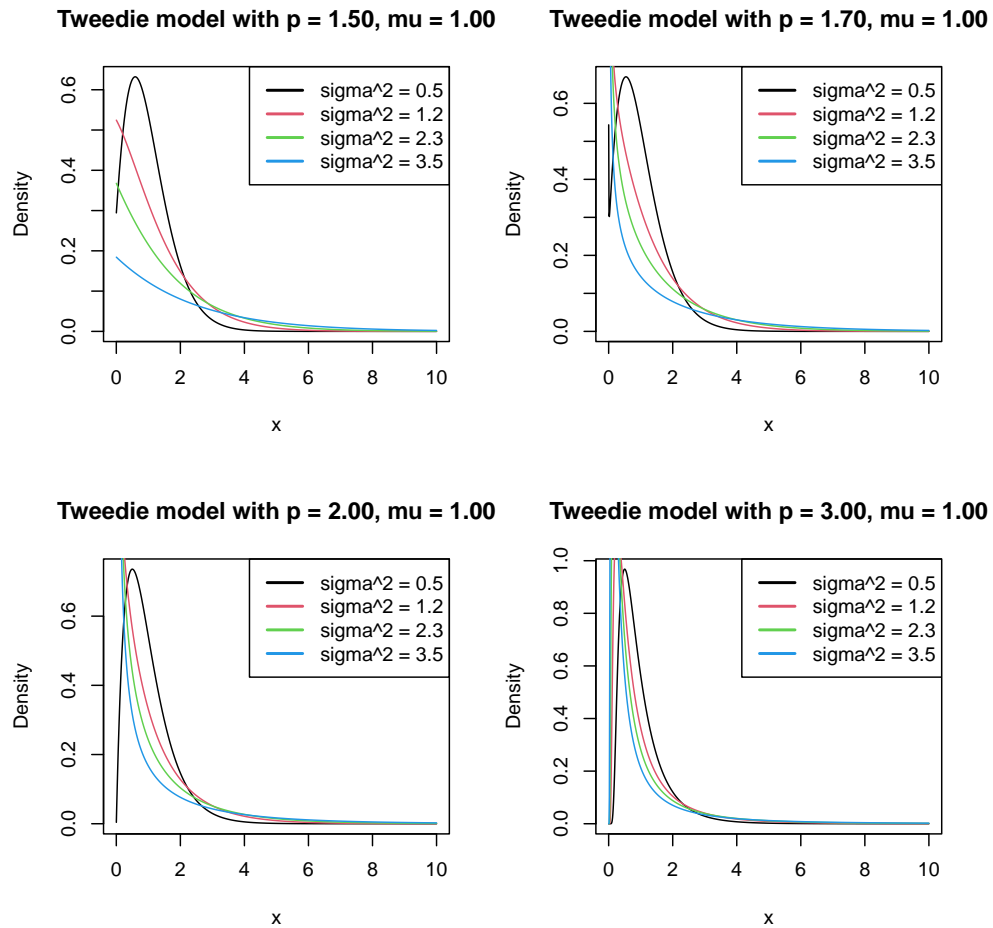 Tweedie model with p = 1.50, mu = 1.00
sigma^2 = 0.5
sigma^2 = 1.2
sigma^2 = 2.3
sigma^2 = 3.5
Density
0.0
0.2
0.4
0.6
0 2 4 6 8 10
x
Tweedie model with p = 1.70, mu = 1.00
sigma^2 = 0.5
sigma^2 = 1.2
sigma^2 = 2.3
sigma^2 = 3.5
Density
0.0
0.2
0.4
0.6
0 2 4 6 8 10
x
Tweedie model with p = 2.00, mu = 1.00
sigma^2 = 0.5
sigma^2 = 1.2
sigma^2 = 2.3
sigma^2 = 3.5
Density
0.0
0.2
0.4
0.6
0 2 4 6 8 10
x
Tweedie model with p = 3.00, mu = 1.00
sigma^2 = 0.5
sigma^2 = 1.2
sigma^2 = 2.3
sigma^2 = 3.5
Density
0.0
0.2
0.4
0.6
0.8
1.0
0 2 4 6 8 10
x